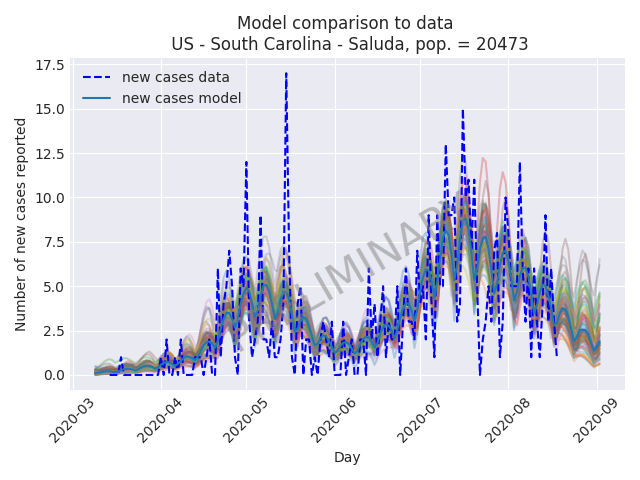 Model comparison to data
US - South Carolina - Saluda, pop. = 20473
new cases data
new cases model
Number of new cases reported
17.5
15.0
12.5
10.0
7.5
5.0
2.5
0.0
2020-03
2020-04
2020-05
2020-06
2020-07
2020-08
2020-09
Day